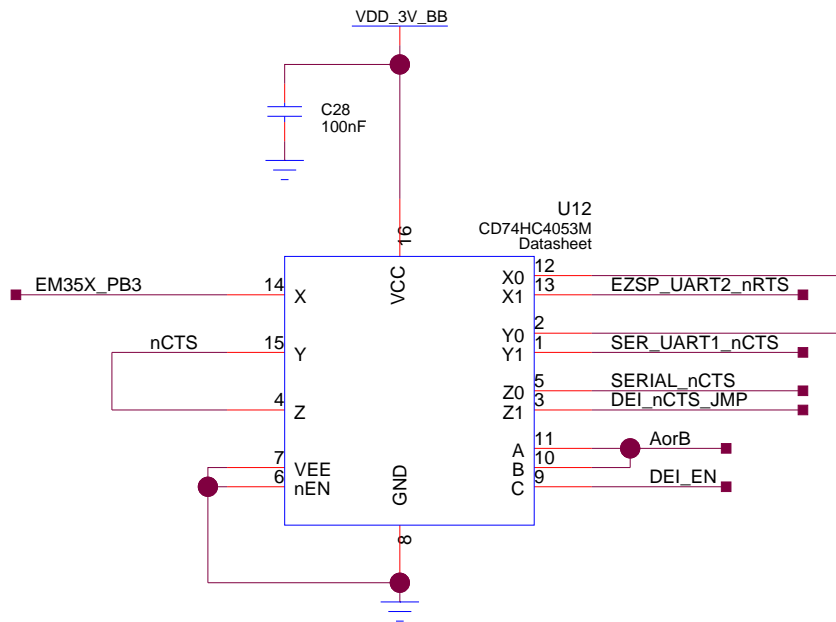 VDD_3V_BB
C28
100nF
U12
CD74HC4053M
Datasheet
16
VCC
EM35X_PB3
14
X
nCTS
15
Y
4
Z
7
VEE
6
nEN
GND
8
X0
12
X1
13
EZSP_UART2_nRTS
Y0
2
Y1
1
SER_UART1_nCTS
Z0
5
SERIAL_nCTS
Z1
3
DEI_nCTS_JMP
A
11
AorB
B
10
C
9
DEI_EN